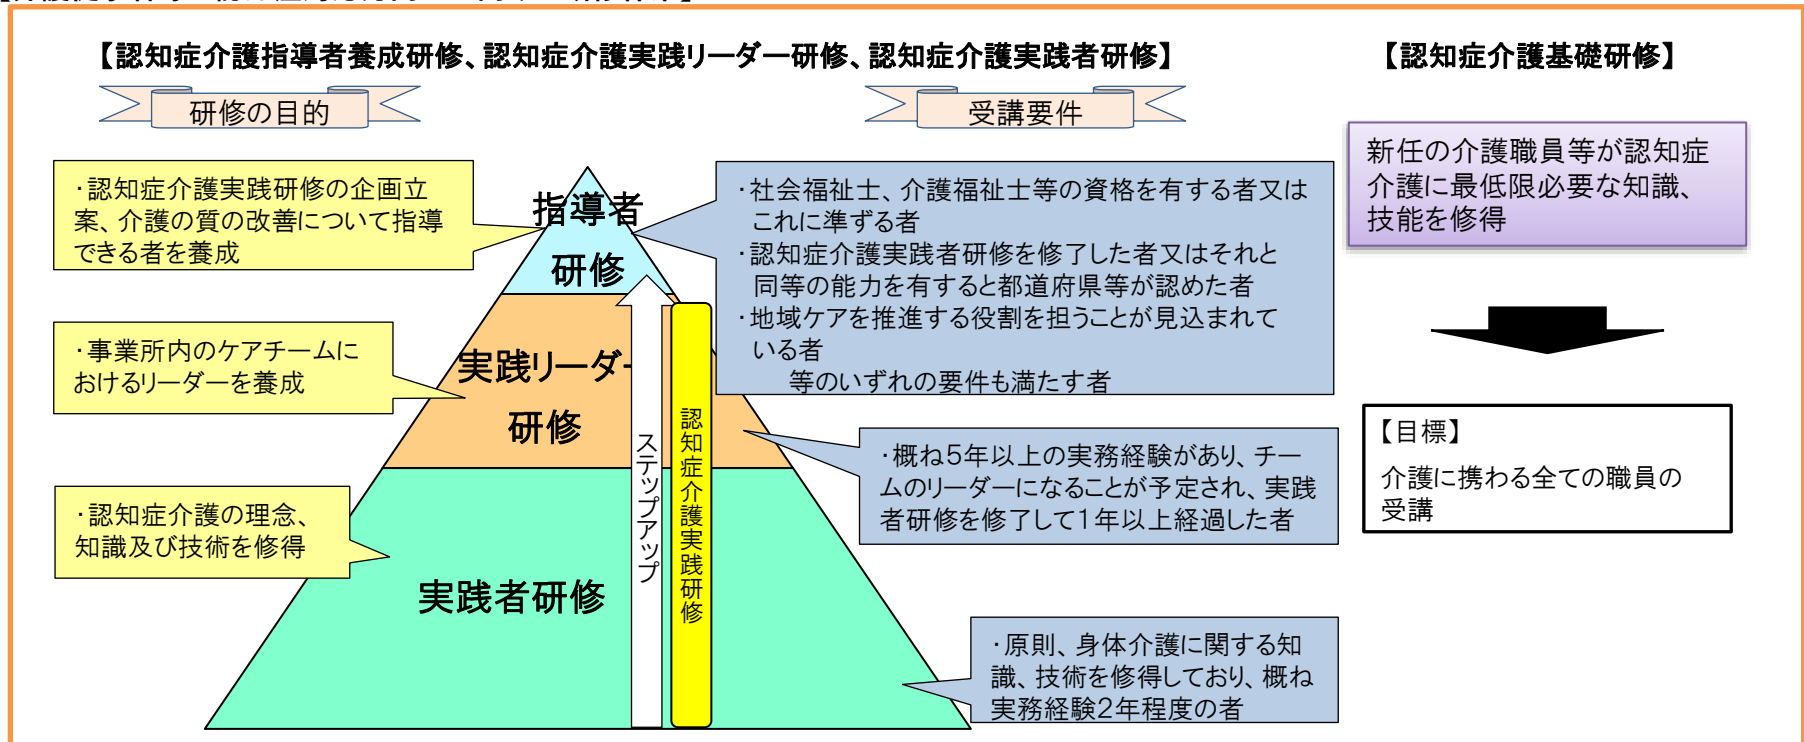 【認知症介護指導者養成研修、認知症介護実践リーダー研修、認知症介護実践者研修】
【認知症介護基礎研修】
研修の目的
受講要件
・認知症介護実践研修の企画立
案、介護の質の改善について指導
できる者を養成
指導者
研修
・社会福祉士、介護福祉士等の資格を有する者又は
これに準ずる者
・認知症介護実践者研修を修了した者又はそれと
同等の能力を有すると都道府県等が認めた者
・地域ケアを推進する役割を担うことが見込まれて
いる者
等のいずれの要件も満たす者
・事業所内のケアチームに
おけるリーダーを養成
実践リーダー
研修
・概ね5年以上の実務経験があり、チー
ムのリーダーになることが予定され、実践
者研修を修了して1年以上経過した者
・認知症介護の理念、
知識及び技術を修得
実践者研修
・原則、身体介護に関する知
識、技術を修得しており、概ね
実務経験2年程度の者
ステップアップ
認知症介護実践研修
新任の介護職員等が認知症
介護に最低限必要な知識、
技能を修得
【目標】
介護に携わる全ての職員の
受講